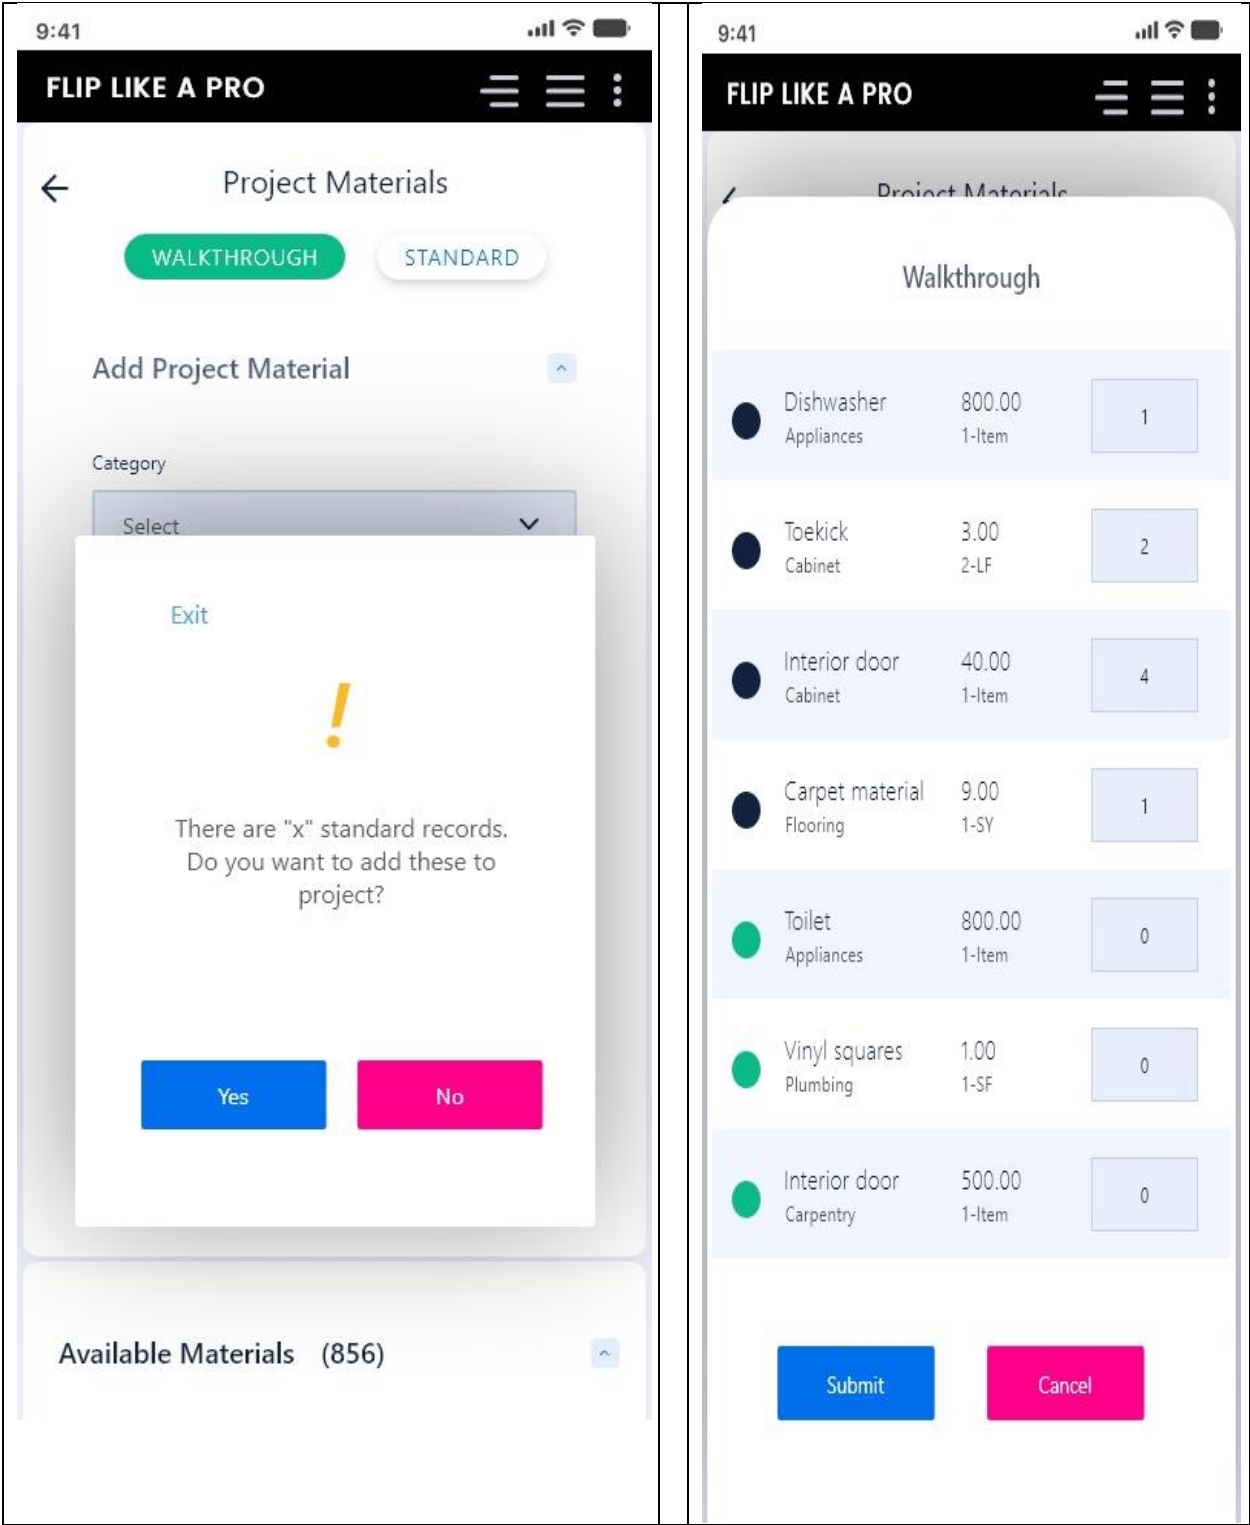 9:41
FLIP LIKE A PRO
Project Materials
WALKTHROUGH STANDARD
Add Project Material
Category
Select
Exit
!
There are "x" standard records.
Do you want to add these to
project?
Yes No
Available Materials (856)
9:41
FLIP LIKE A PRO
Project Materials
Walkthrough
Dishwasher 800.00 1
Appliances 1-Item
Toekick 3.00 2
Cabinet 2-LF
Interior door 40.00 4
Cabinet 1-Item
Carpet material 9.00 1
Flooring 1-SY
Toilet 800.00 0
Appliances 1-Item
Vinyl squares 1.00 0
Plumbing 1-SF
Interior door 500.00 0
Carpentry 1-Item
Submit Cancel